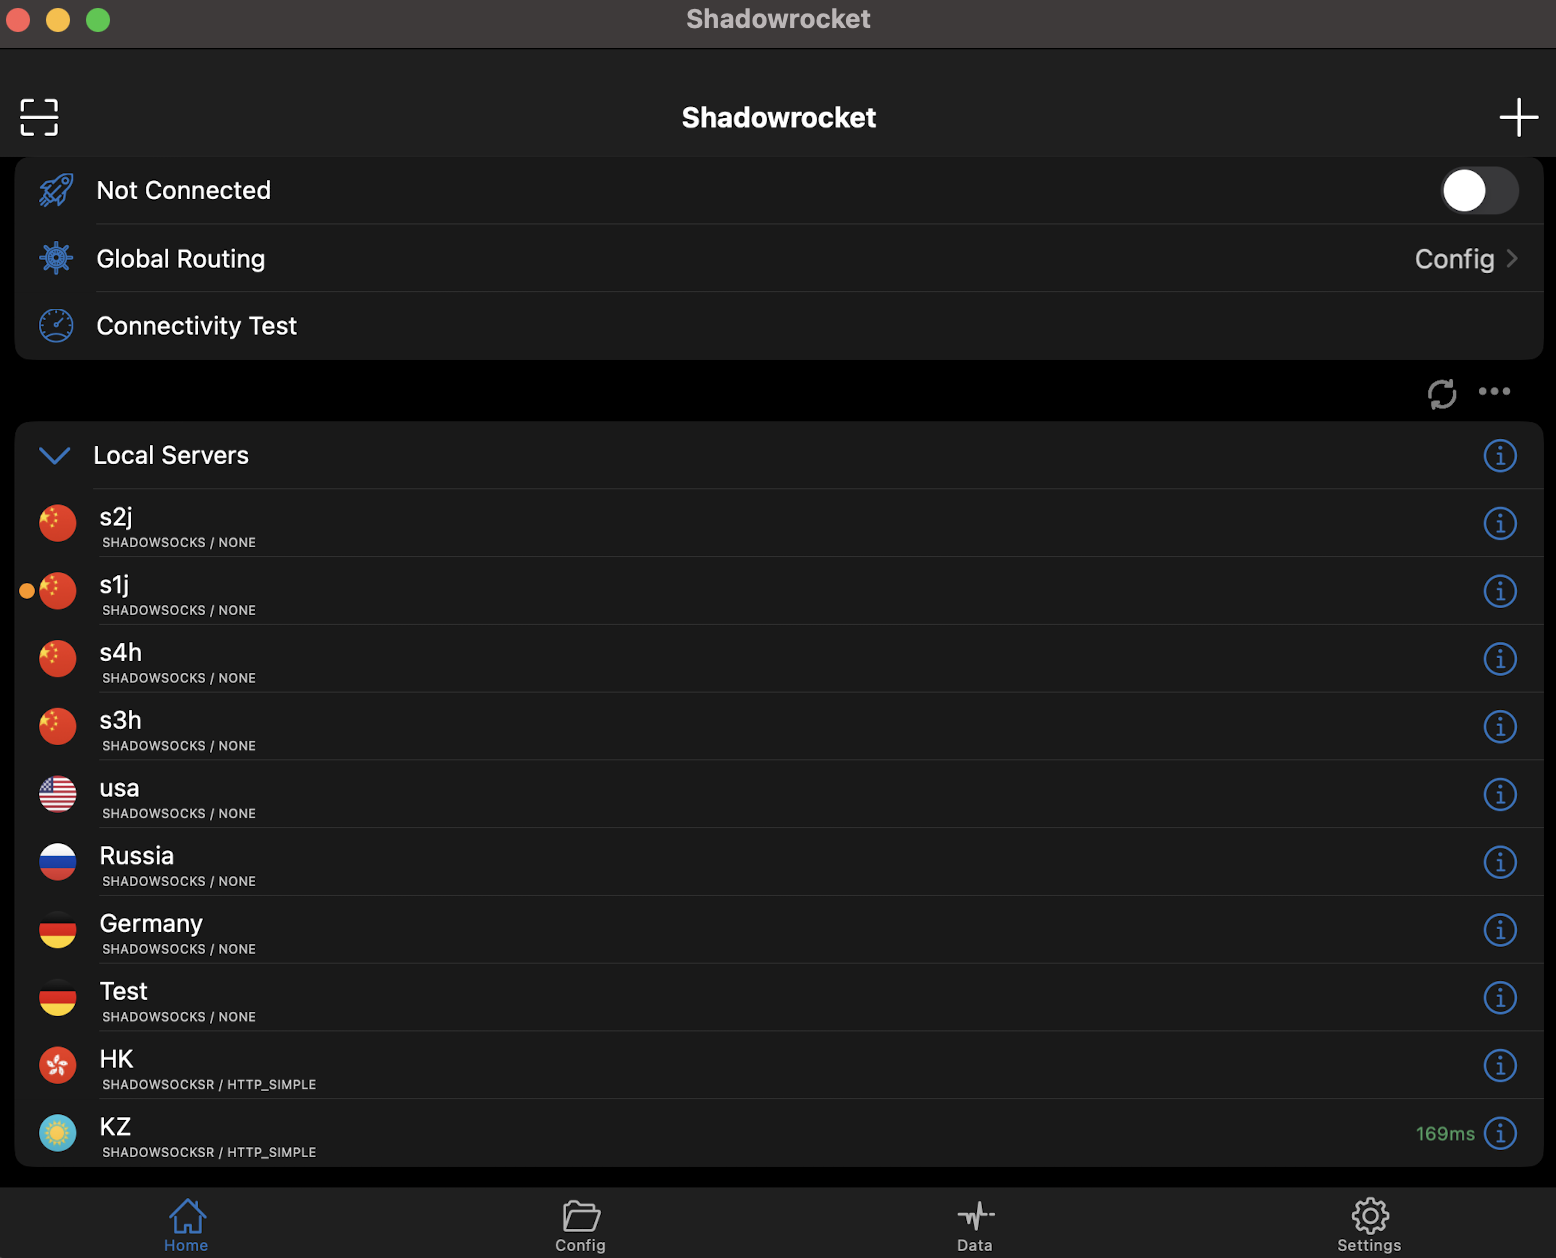 Shadowrocket
Shadowrocket
Not Connected
Global Routing Config
Connectivity Test
Local Servers
s2j
SHADOWSOCKS / NONE
s1j
SHADOWSOCKS / NONE
s4h
SHADOWSOCKS / NONE
s3h
SHADOWSOCKS / NONE
usa
SHADOWSOCKS / NONE
Russia
SHADOWSOCKS / NONE
Germany
SHADOWSOCKS / NONE
Test
SHADOWSOCKS / NONE
HK
SHADOWSOCKSR / HTTP_SIMPLE
KZ
169ms
SHADOWSOCKSR / HTTP_SIMPLE
Home Config Data Settings